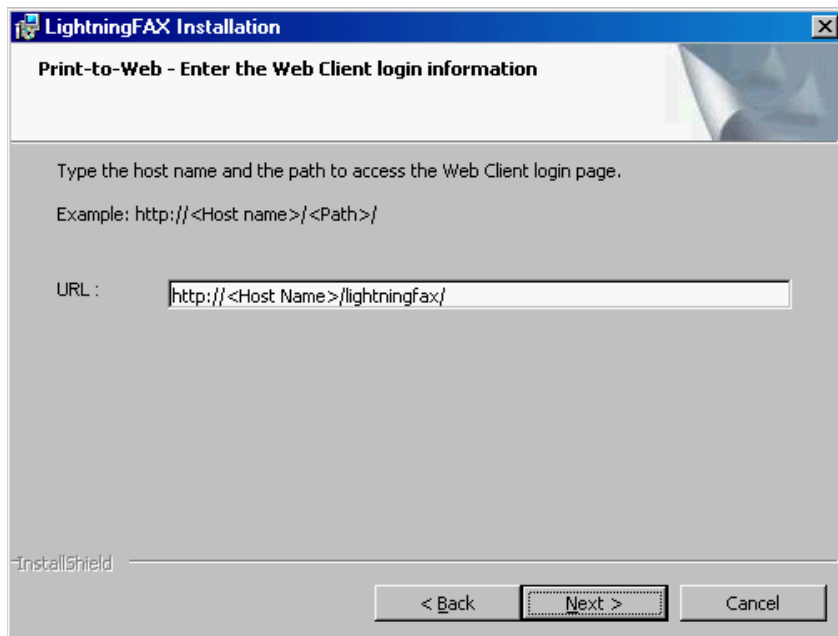 LightningFAX Installation
Print-to-Web - Enter the Web Client login information
Type the host name and the path to access the Web Client login page.
Example: http://<Host name>/<Path>/
URL : http://<Host Name>/lightningfax/
InstallShield
< Back Next > Cancel